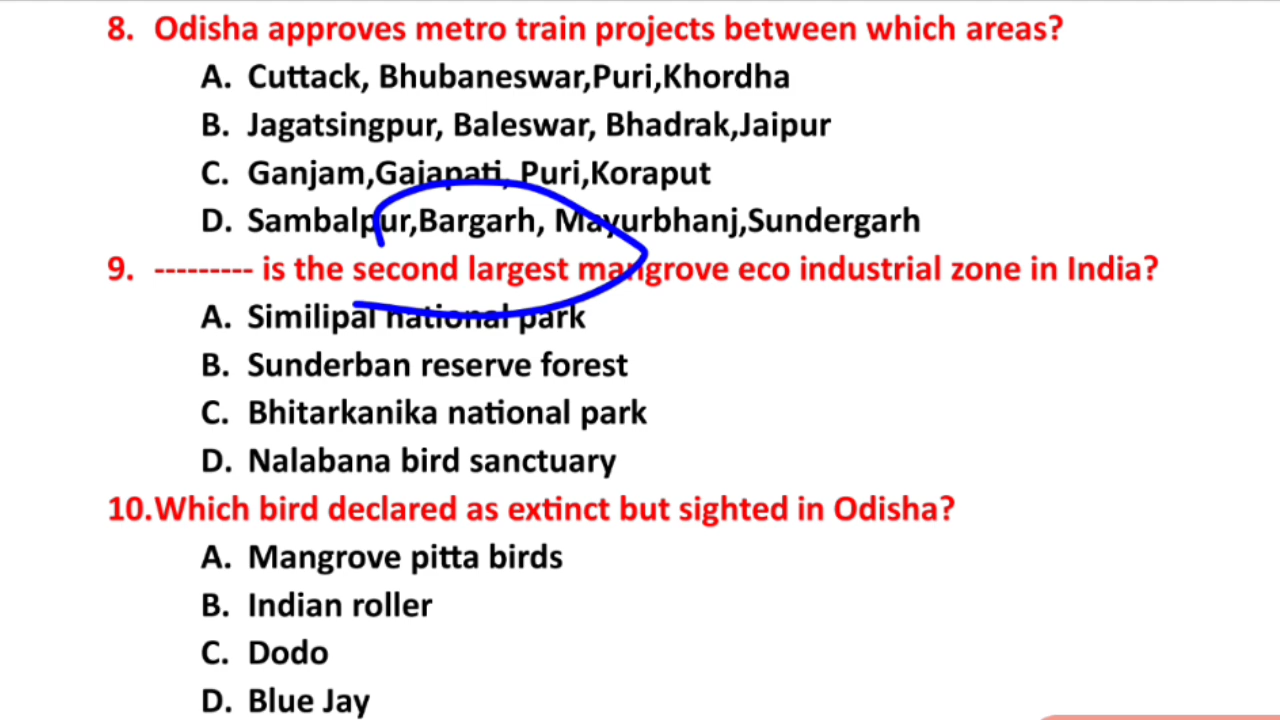 8. Odisha approves metro train projects between which areas?
A. Cuttack, Bhubaneswar,Puri,Khordha
B. Jagatsingpur, Baleswar, Bhadrak,Jaipur
C. Ganjam,Gajapati, Puri,Koraput
D. Sambalpur,Bargarh, Mayurbhanj,Sundergarh
9. --------- is the second largest mangrove eco industrial zone in India?
A. Similipal national park
B. Sunderban reserve forest
C. Bhitarkanika national park
D. Nalabana bird sanctuary
10.Which bird declared as extinct but sighted in Odisha?
A. Mangrove pitta birds
B. Indian roller
C. Dodo
D. Blue Jay